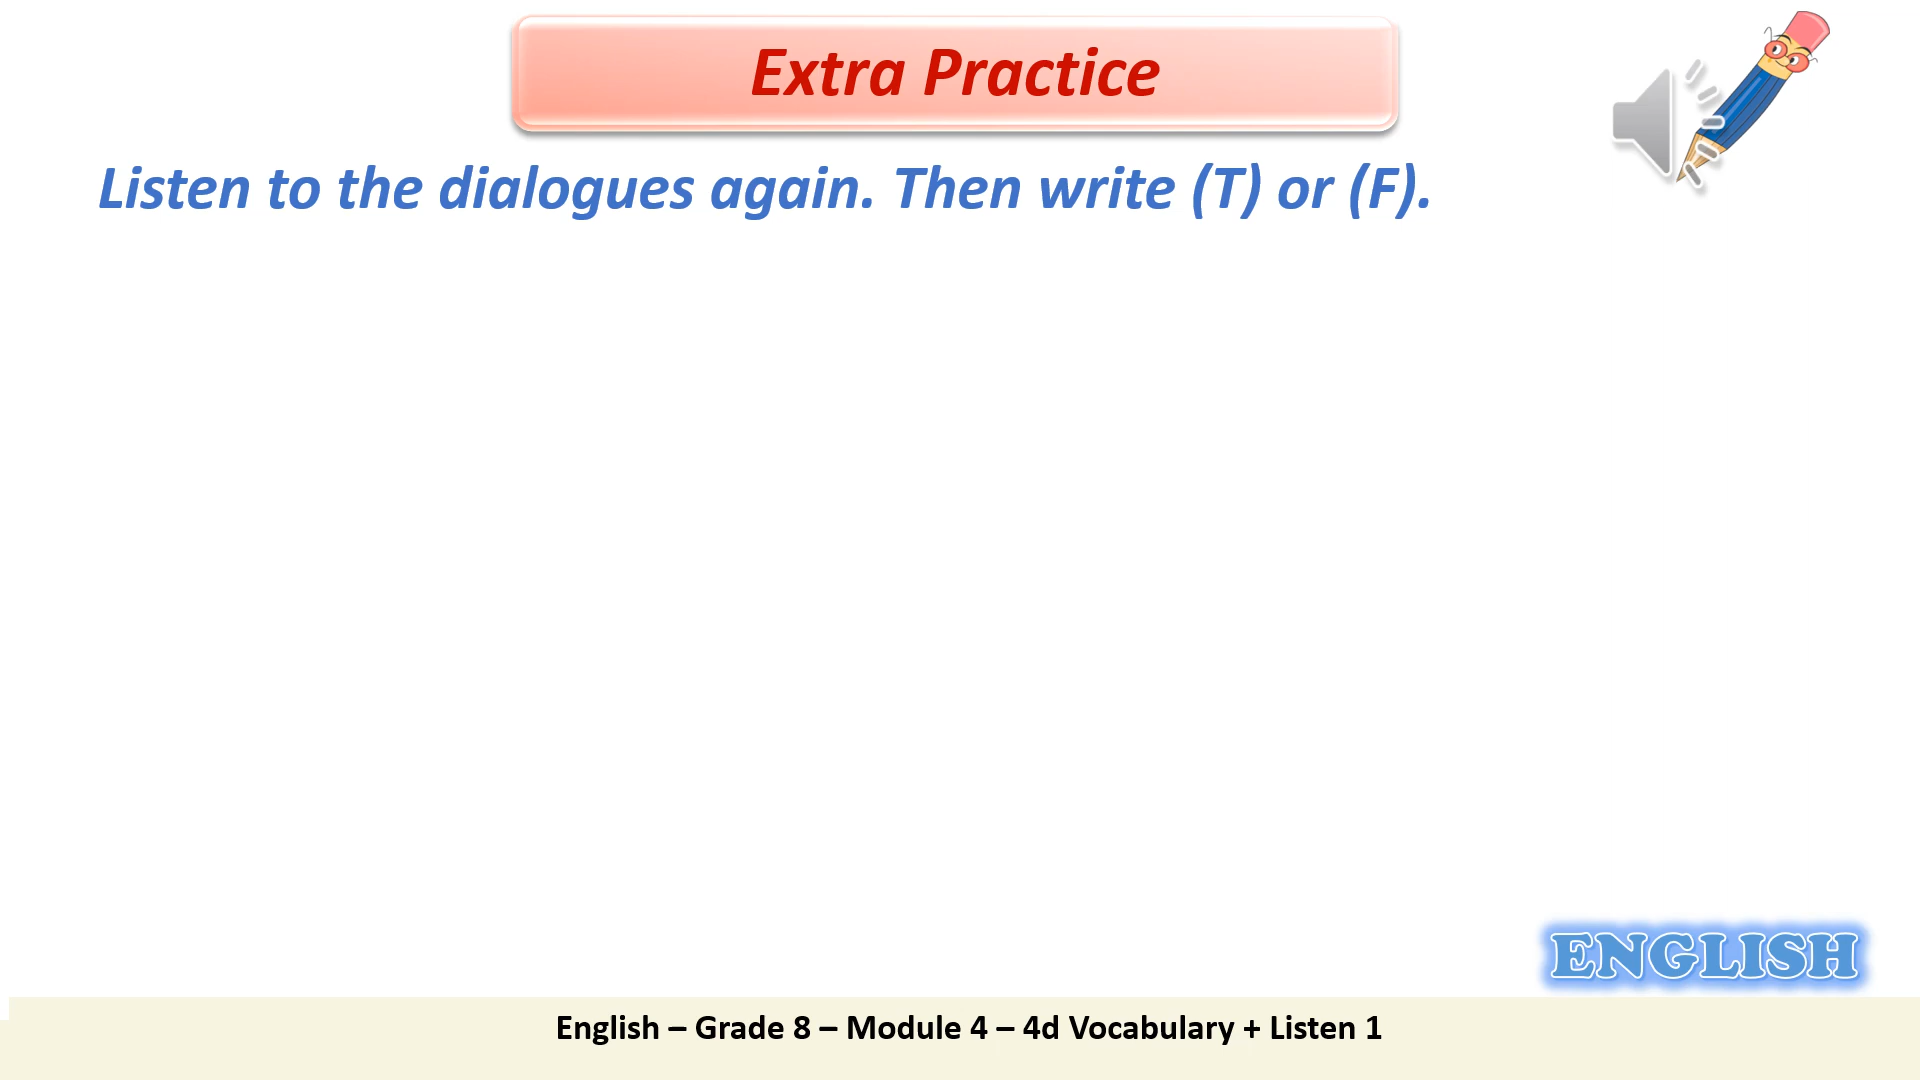 Extra Practice
Listen to the dialogues again. Then write (T) or (F).
ENGLISH
English – Grade 8 – Module 4 – 4d Vocabulary + Listen 1